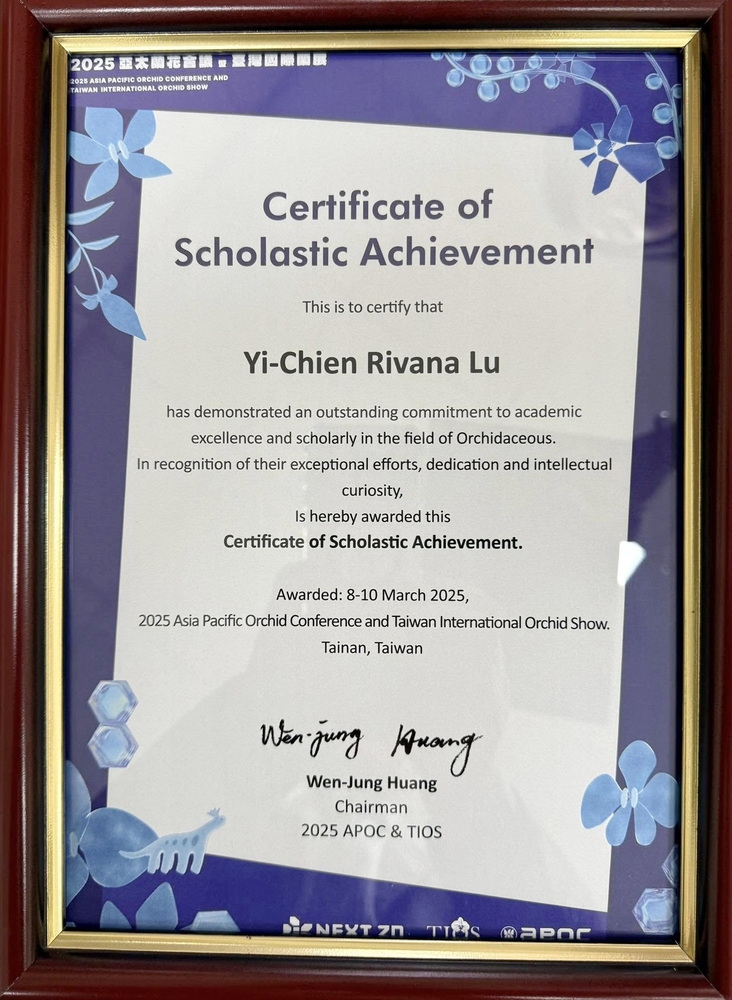 2025 亞太蘭花會議 暨 臺灣國際蘭展
2025 ASIA PACIFIC ORCHID CONFERENCE AND
TAIWAN INTERNATIONAL ORCHID SHOW
Certificate of
Scholastic Achievement
This is to certify that
Yi-Chien Rivana Lu
has demonstrated an outstanding commitment to academic
excellence and scholarly in the field of Orchidaceous.
In recognition of their exceptional efforts, dedication and intellectual
curiosity,
Is hereby awarded this
Certificate of Scholastic Achievement.
Awarded: 8-10 March 2025,
2025 Asia Pacific Orchid Conference and Taiwan International Orchid Show.
Tainan, Taiwan
Wen-jung Huang
Wen-Jung Huang
Chairman
2025 APOC & TIOS
NEXT 20 TIOS APOC